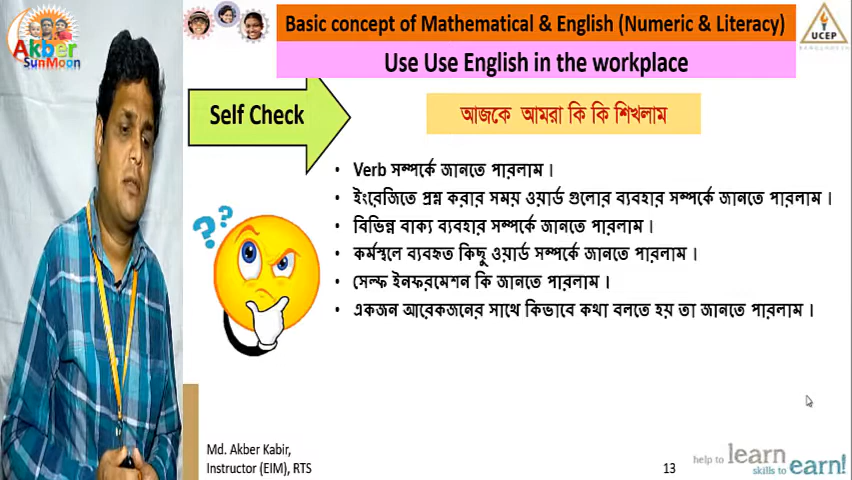 Akber
SunMoon
Basic concept of Mathematical & English (Numeric & Literacy)
UCEP
BANGLADESH
Use Use English in the workplace
Self Check
আজকে আমরা কি কি শিখলাম
• Verb সম্পর্কে জানতে পারলাম।
• ইংরেজিতে প্রশ্ন করার সময় ওয়ার্ড গুলোর ব্যবহার সম্পর্কে জানতে পারলাম।
• বিভিন্ন বাক্য ব্যবহার সম্পর্কে জানতে পারলাম।
• কর্মস্থলে ব্যবহৃত কিছু ওয়ার্ড সম্পর্কে জানতে পারলাম।
• সেল্ফ ইনফরমেশন কি জানতে পারলাম।
• একজন আরেকজনের সাথে কিভাবে কথা বলতে হয় তা জানতে পারলাম।
??
Md. Akber Kabir,
Instructor (EIM), RTS
13
help to learn
skills to earn!